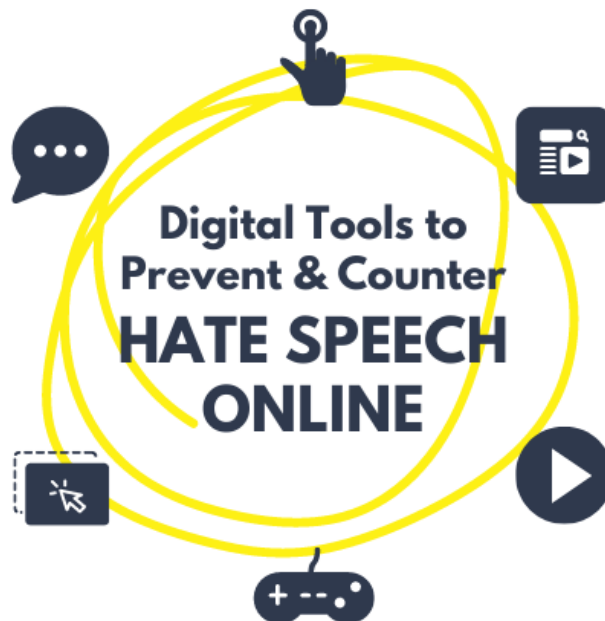 Digital Tools to
Prevent & Counter
HATE SPEECH
ONLINE